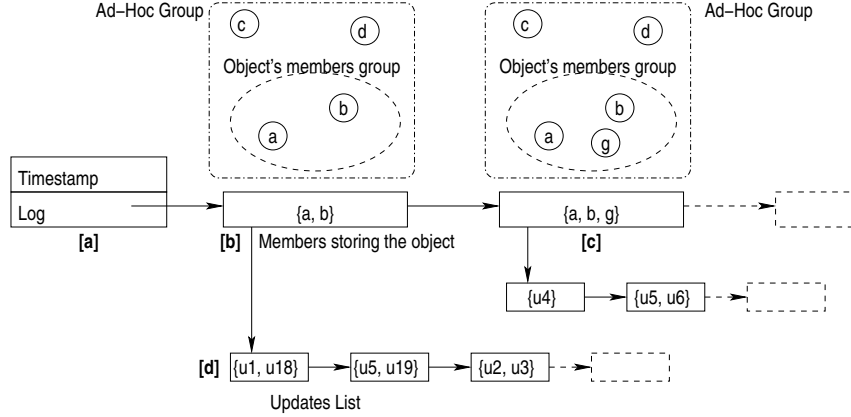 Ad–Hoc Group
Ad–Hoc Group
c
d
c
d
Object's members group
Object's members group
b
b
a
a
g
Timestamp
Log
{a, b}
{a, b, g}
[a]
[b]
Members storing the object
[c]
{u4}
{u5, u6}
[d]
{u1, u18}
{u5, u19}
{u2, u3}
Updates List